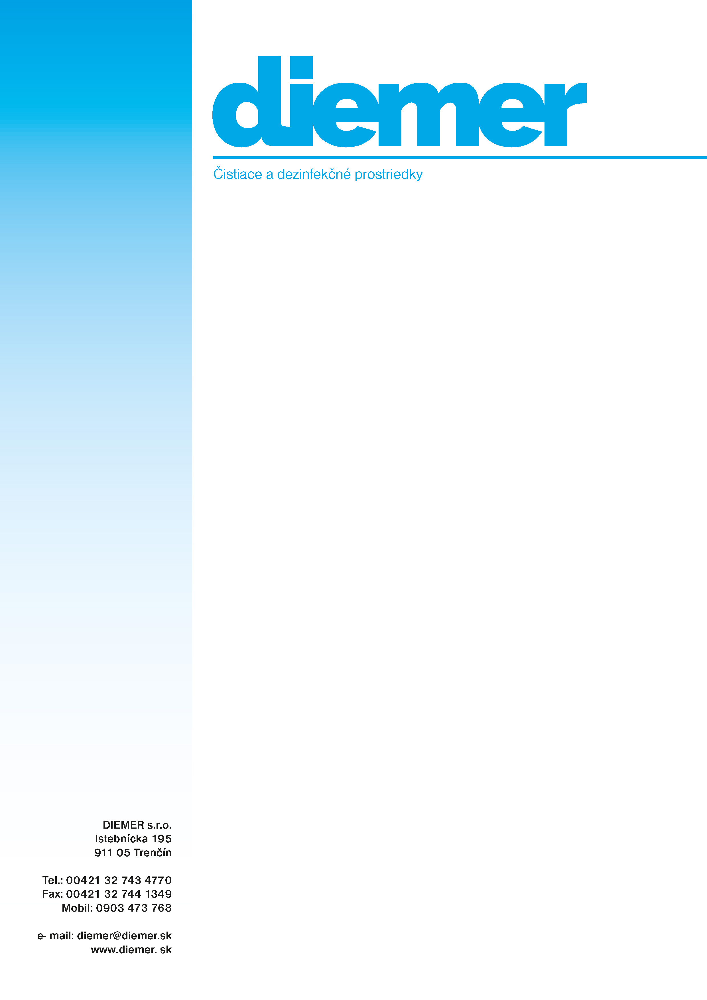 diemer
Čistiace a dezinfekčné prostriedky
DIEMER s.r.o.
Istebnícka 195
911 05 Trenčín
Tel.: 00421 32 743 4770
Fax: 00421 32 744 1349
Mobil: 0903 473 768
e- mail: diemer@diemer.sk
www.diemer. sk